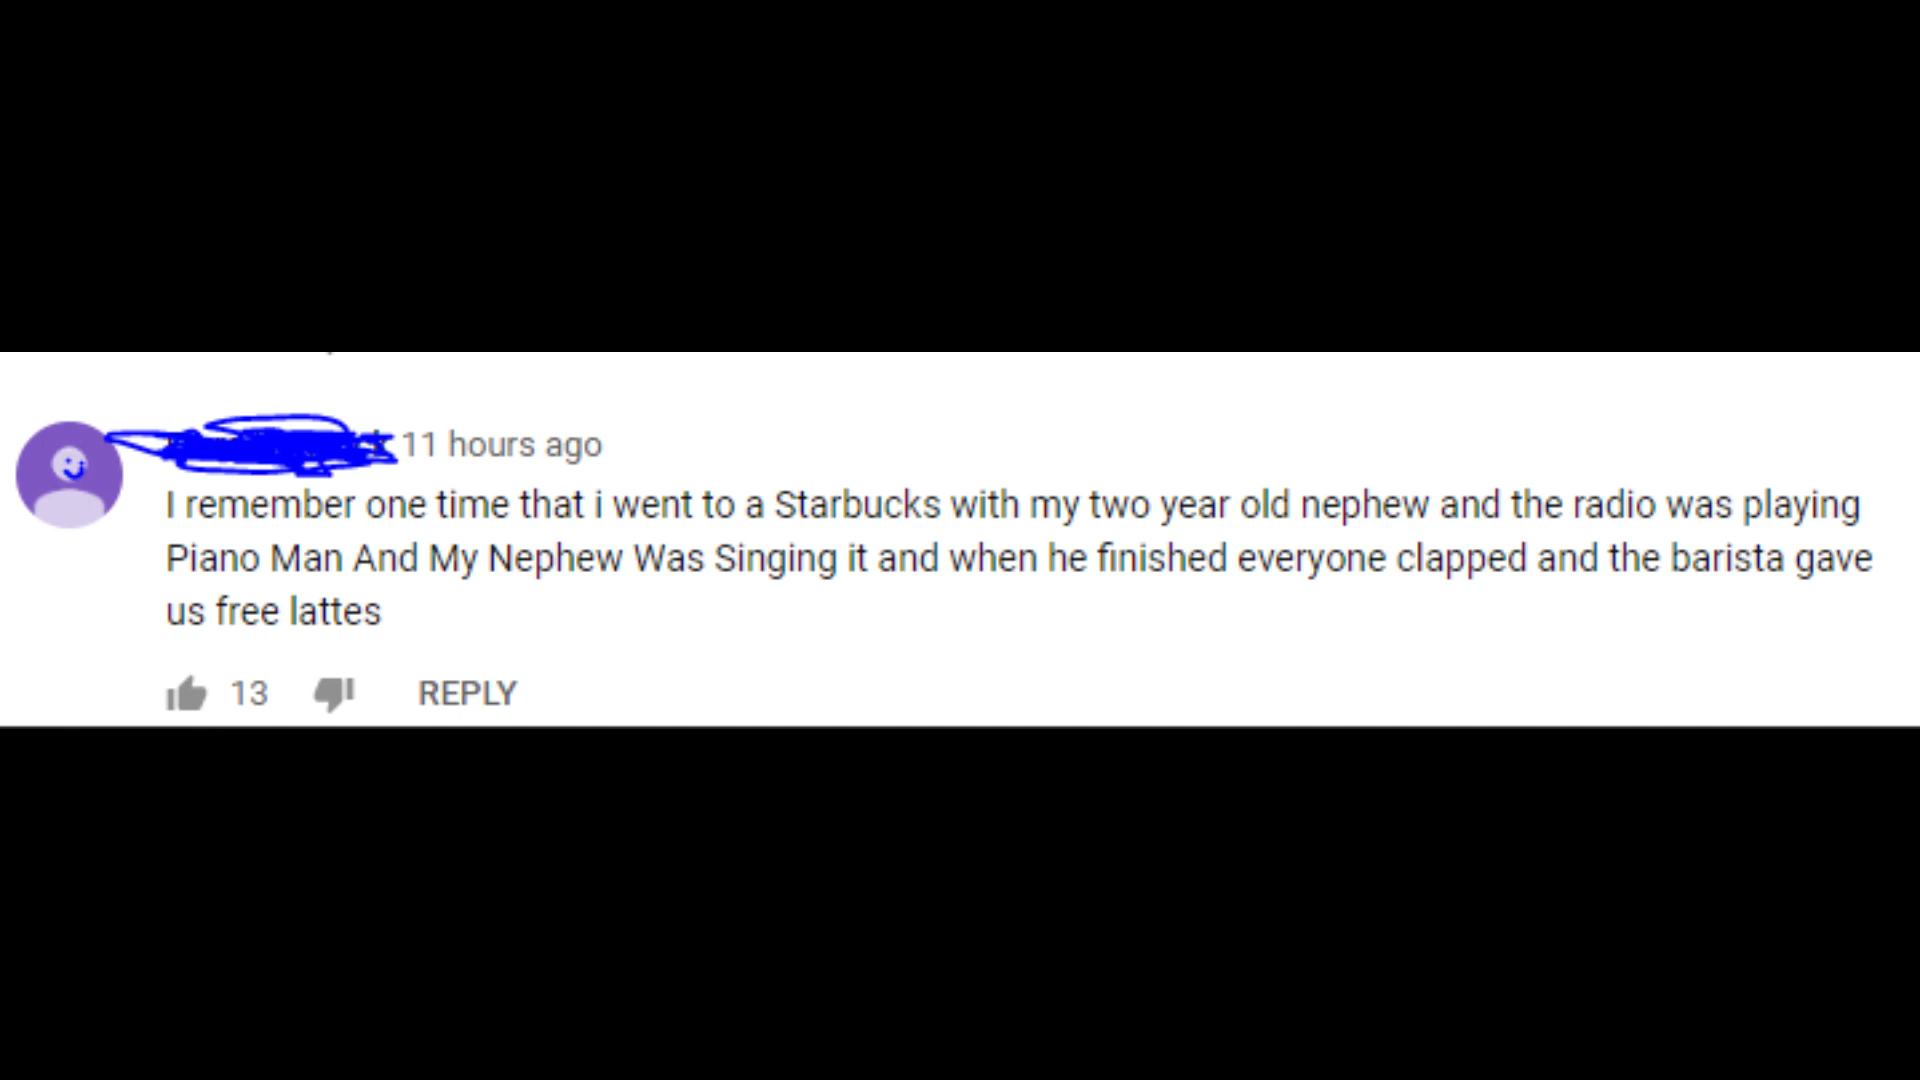 11 hours ago
I remember one time that i went to a Starbucks with my two year old nephew and the radio was playing
Piano Man And My Nephew Was Singing it and when he finished everyone clapped and the barista gave
us free lattes
13 REPLY